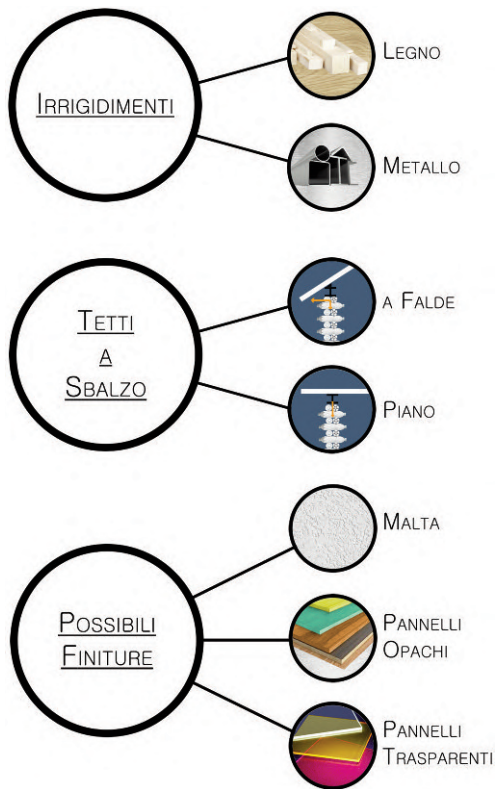 IRRIGIDIMENTI
LEGNO
METALLO
TETTI
A
SBALZO
A FALDE
PIANO
POSSIBILI
FINITURE
MALTA
PANNELLI
OPACHI
PANNELLI
TRASPARENTI